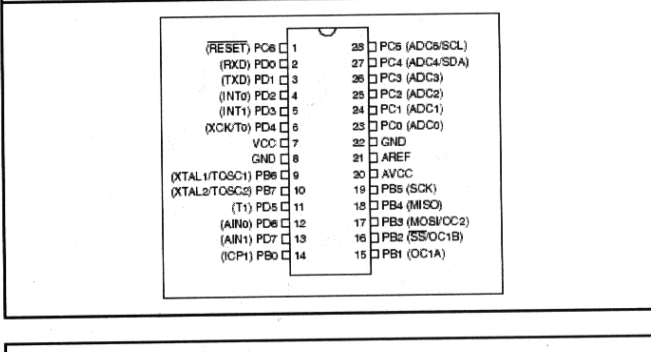 (RESET) PC6 1 28 PC5 (ADC5/SCL)
(RXD) PD0 2 27 PC4 (ADC4/SDA)
(TXD) PD1 3 26 PC3 (ADC3)
(INT0) PD2 4 25 PC2 (ADC2)
(INT1) PD3 5 24 PC1 (ADC1)
(XCK/T0) PD4 6 23 PC0 (ADC0)
VCC 7 22 GND
GND 8 21 AREF
(XTAL1/TOSC1) PB6 9 20 AVCC
(XTAL2/TOSC2) PB7 10 19 PB5 (SCK)
(T1) PD5 11 18 PB4 (MISO)
(AIN0) PD6 12 17 PB3 (MOSI/OC2)
(AIN1) PD7 13 16 PB2 (SS/OC1B)
(ICP1) PB0 14 15 PB1 (OC1A)